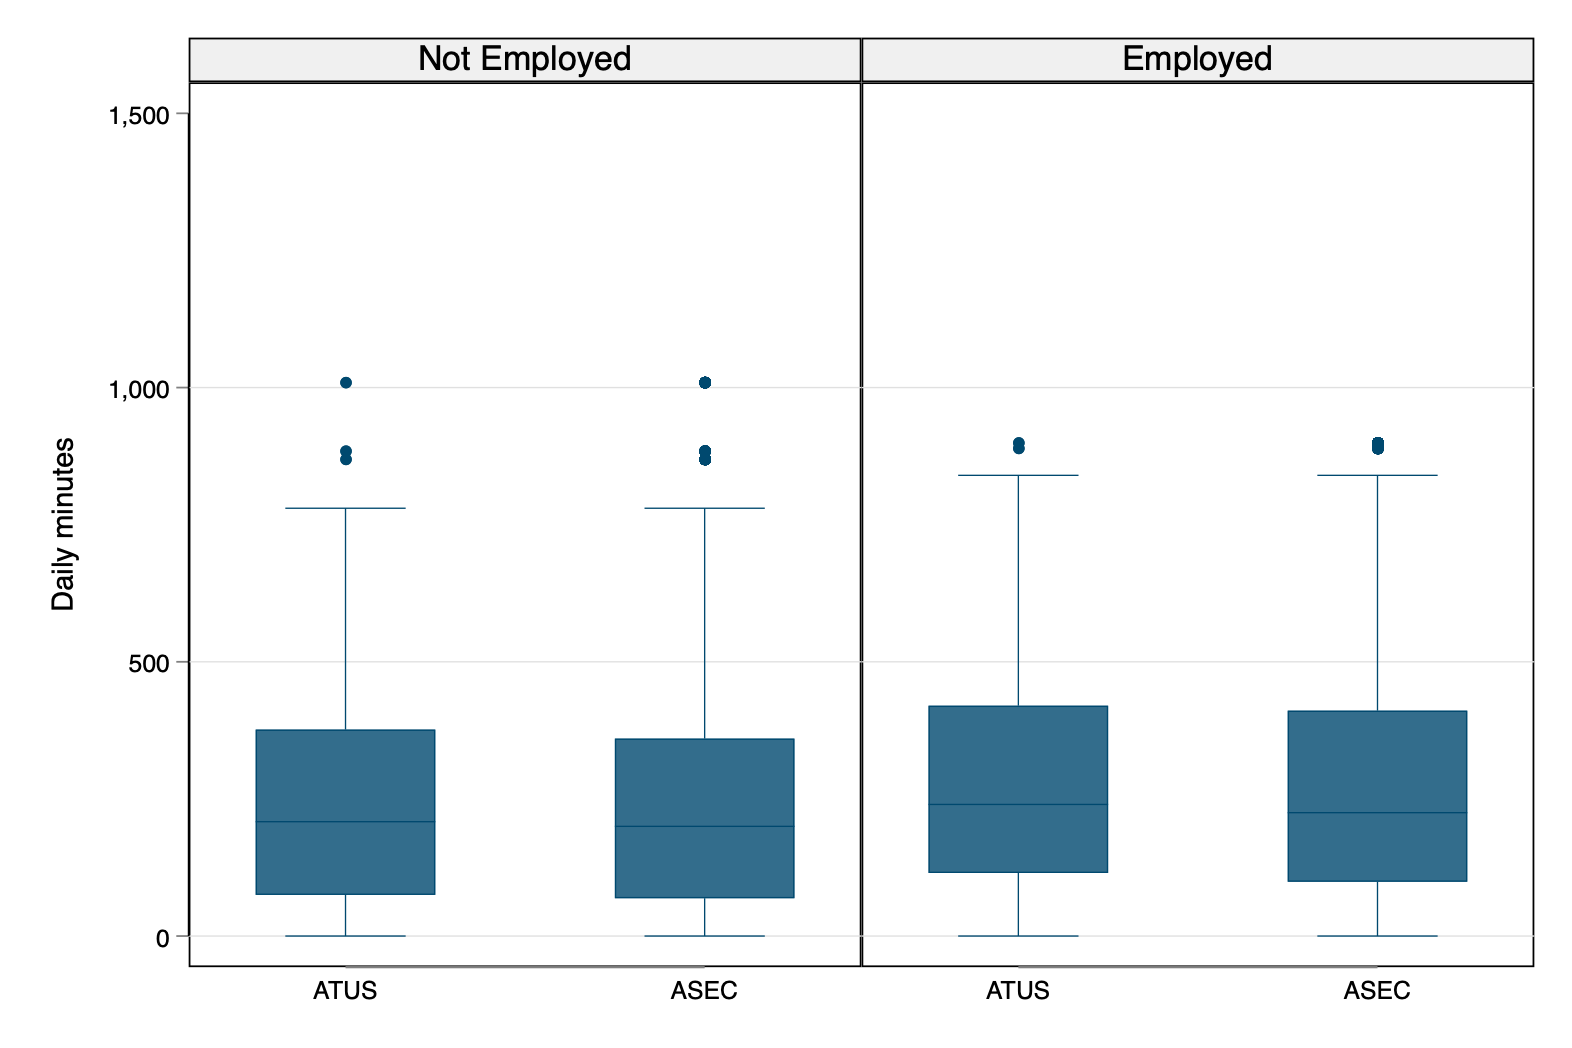 Not Employed
Employed
1,500
1,000
500
0
Daily minutes
ATUS
ASEC
ATUS
ASEC